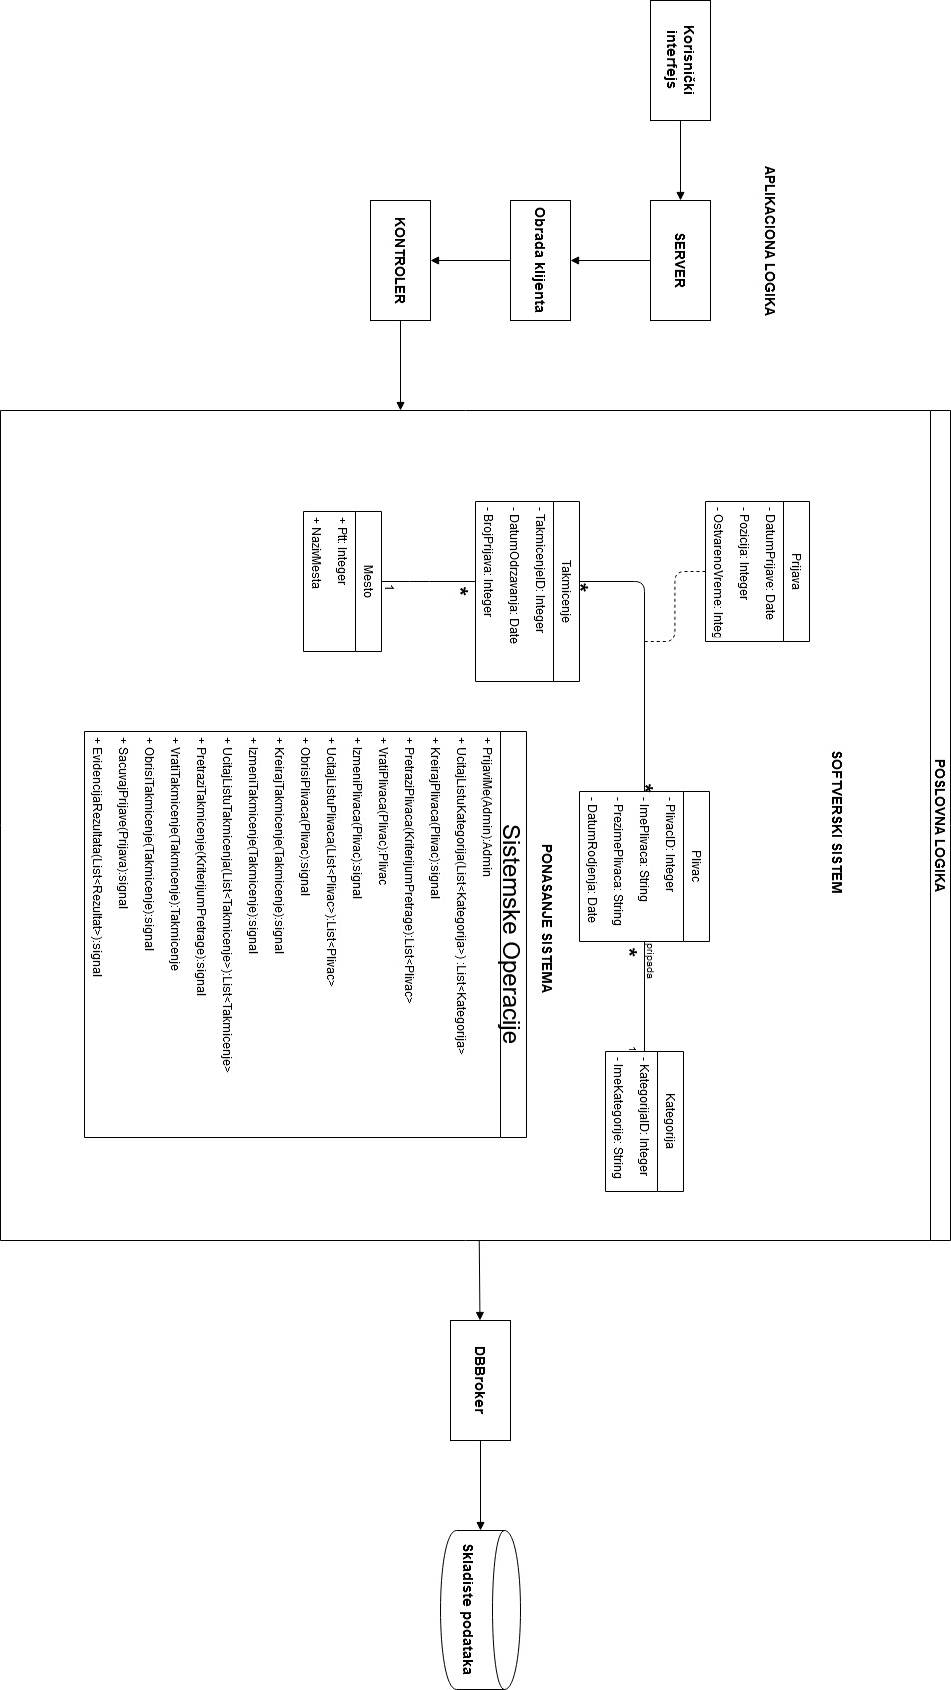 Korisnički
interfejs
APLIKACIONA LOGIKA
SERVER
Obrada klijenta
KONTROLER
POSLOVNA LOGIKA
SOFTVERSKI SISTEM
Prijava
- DatumPrijave: Date
- Pozicija: Integer
- OstvarenoVreme: Integ
Takmicenje
- TakmicenjeID: Integer
- DatumOdrzavanja: Date
- BrojPrijava: Integer
*
*
*
1
Mesto
+ Ptt: Integer
+ NazivMesta
Plivac
- PlivacID: Integer
- ImePlivaca: String
- PrezimePlivaca: String
- DatumRodjenja: Date
pripada
*
1
Kategorija
- KategorijaID: Integer
- ImeKategorije: String
PONASANJE SISTEMA
Sistemske Operacije
+ PrijaviMe(Admin):Admin
+ UcitajListuKategorija(List<Kategorija>) :List<Kategorija>
+ KreirajPlivaca(Plivac):signal
+ PretraziPlivaca(KriterijumPretrage):List<Plivac>
+ VratiPlivaca(Plivac):Plivac
+ IzmeniPlivaca(Plivac):signal
+ UcitajListuPlivaca(List<Plivac>):List<Plivac>
+ ObrisiPlivaca(Plivac):signal
+ KreirajTakmicenje(Takmicenje):signal
+ IzmeniTakmicenje(Takmicenje):signal
+ UcitajListuTakmicenja(List<Takmicenje>):List<Takmicenje>
+ PretraziTakmicenje(KriterijumPretrage):signal
+ VratiTakmicenje(Takmicenje):Takmicenje
+ ObrisiTakmicenje(Takmicenje):signal
+ SacuvajPrijave(Prijava):signal
+ EvidencijaRezultata(List<Rezultat>):signal
DBBroker
Skladiste podataka